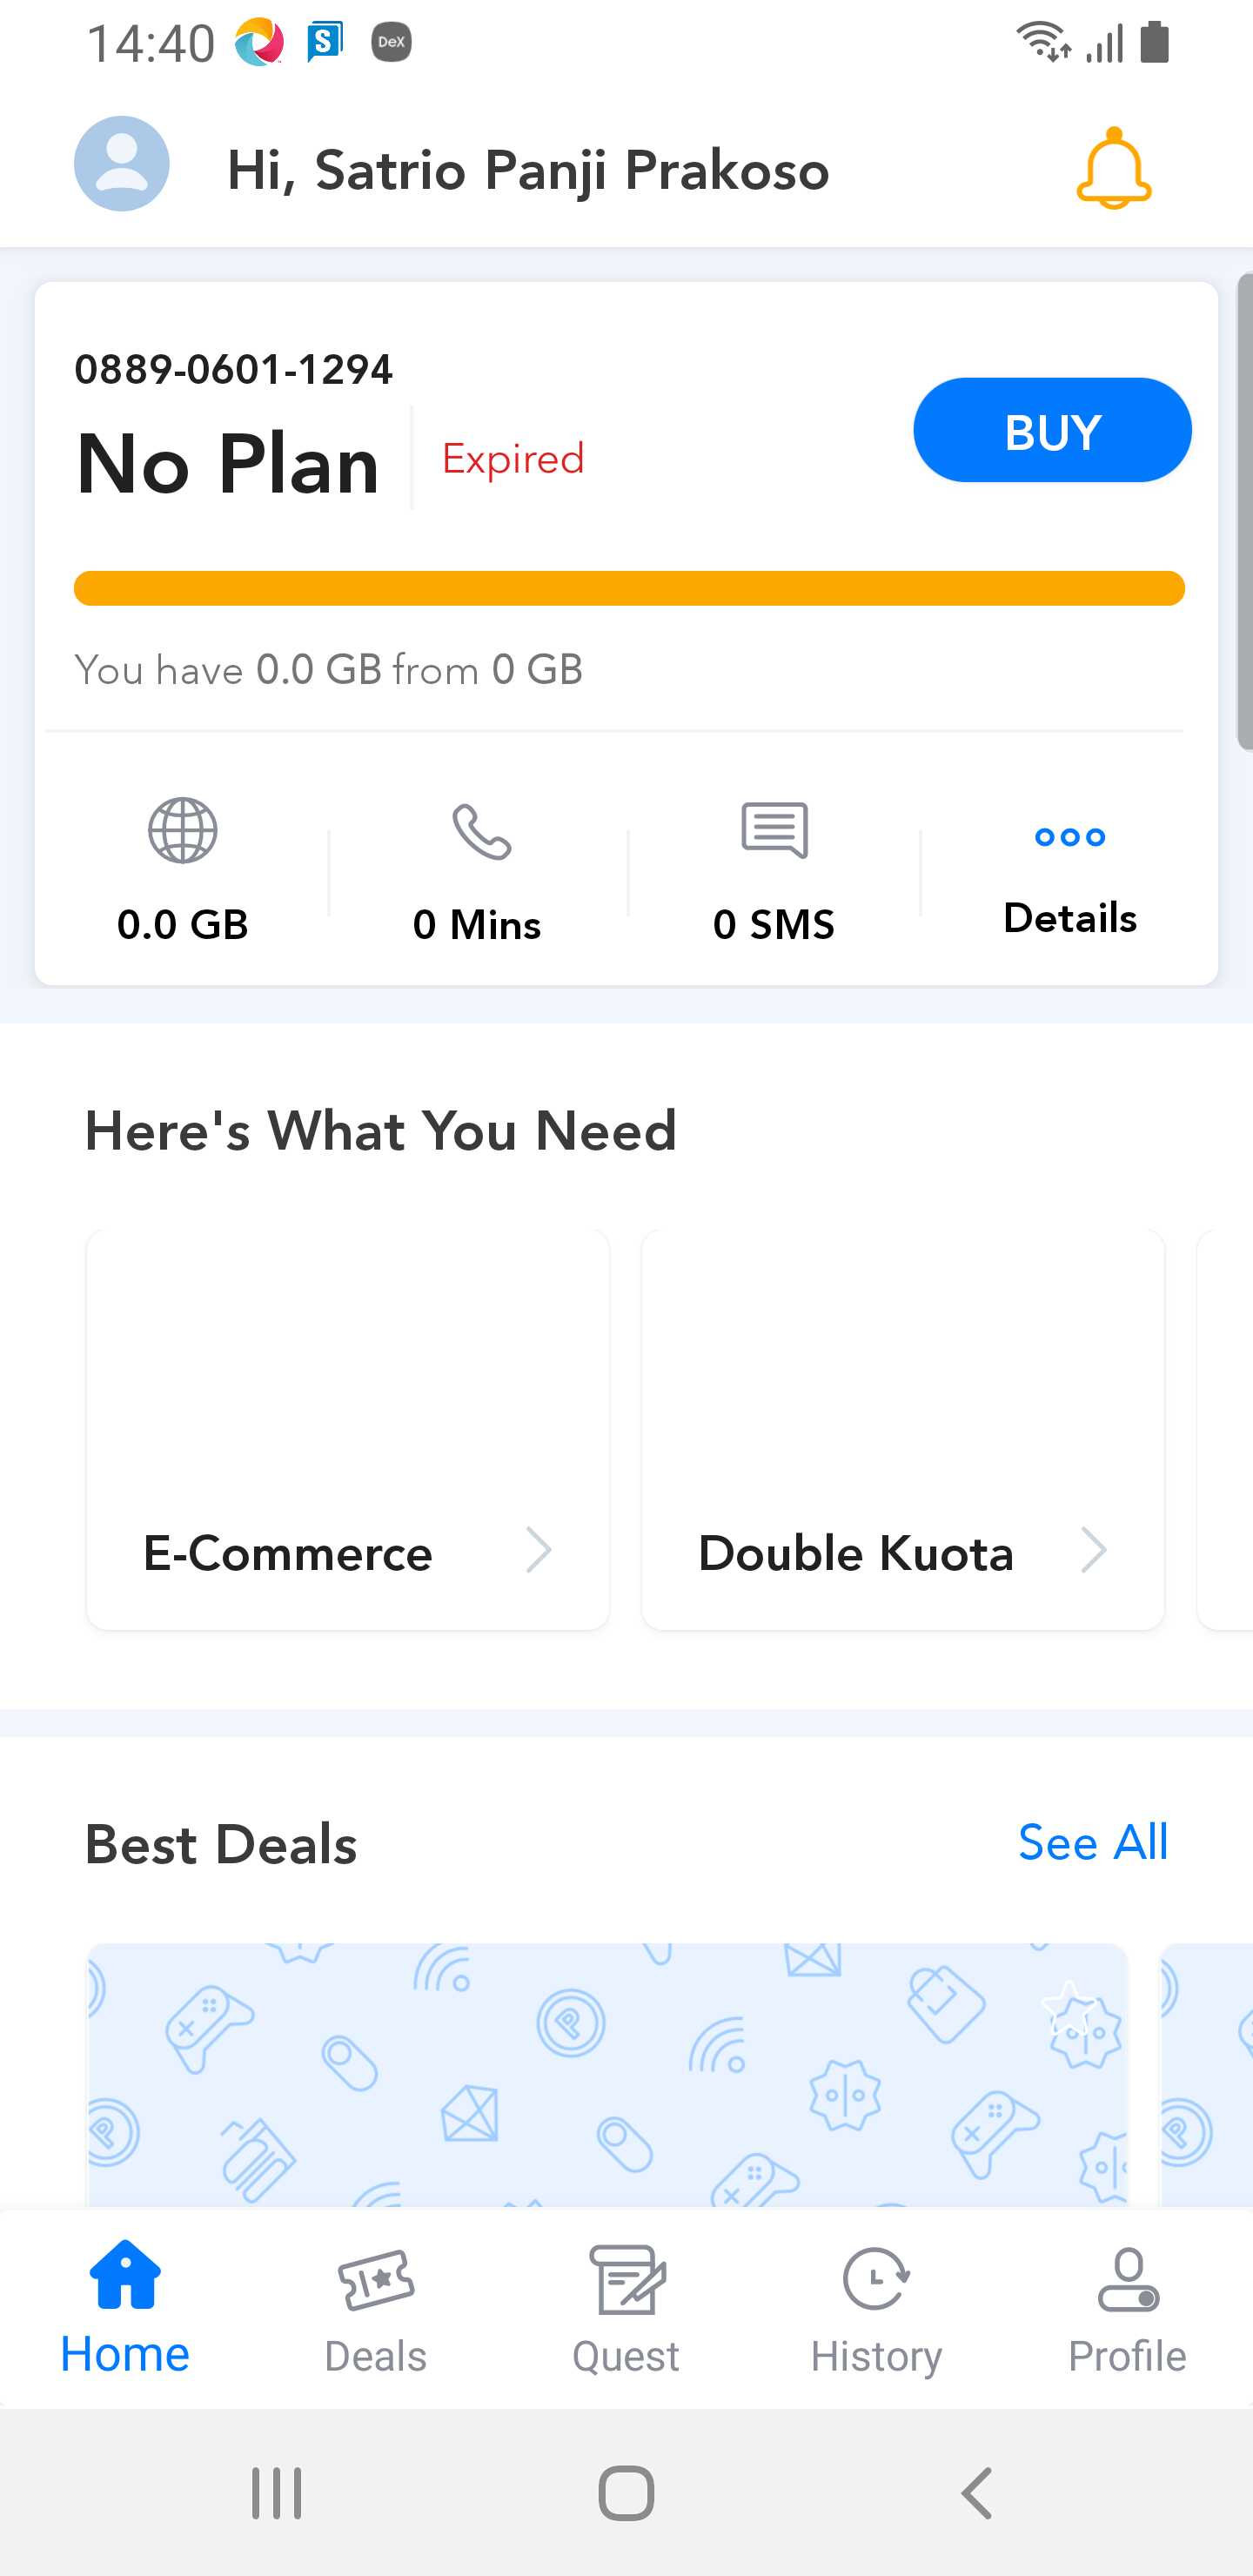 14:40
DeX
Hi, Satrio Panji Prakoso
0889-0601-1294
No Plan
Expired
BUY
You have 0.0 GB from 0 GB
0.0 GB
0 Mins
0 SMS
Details
Here's What You Need
E-Commerce
Double Kuota
Best Deals
See All
Home
Deals
Quest
History
Profile